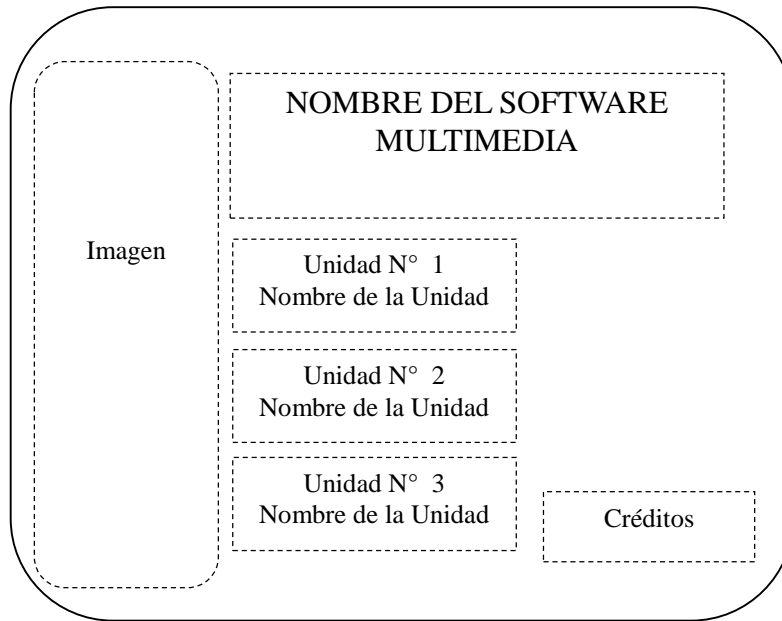 NOMBRE DEL SOFTWARE
MULTIMEDIA
Imagen
Unidad N° 1
Nombre de la Unidad
Unidad N° 2
Nombre de la Unidad
Unidad N° 3
Nombre de la Unidad
Créditos